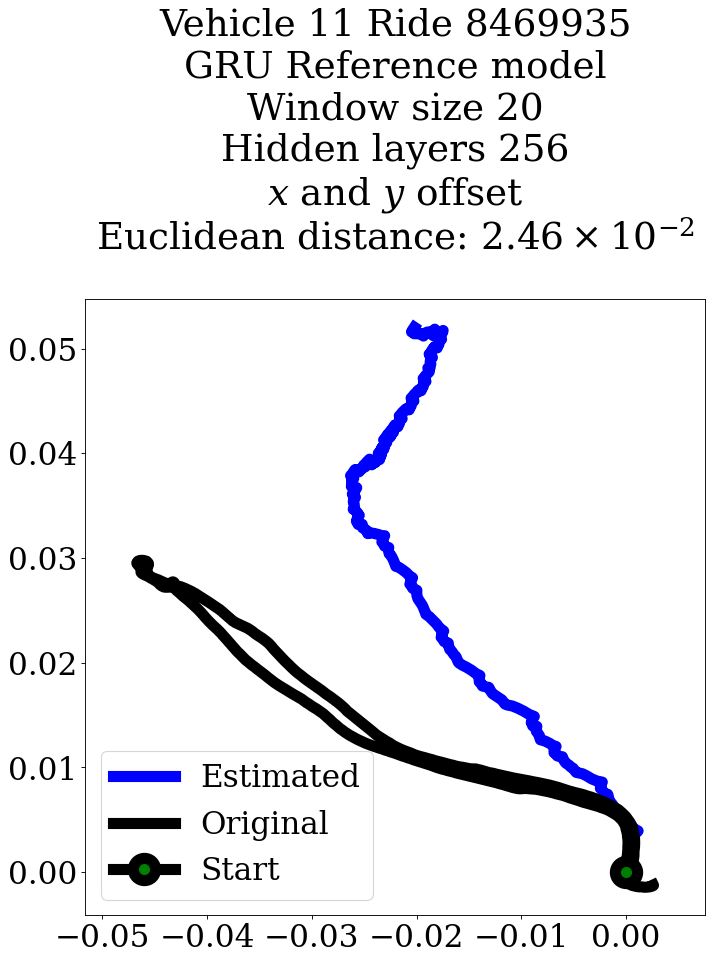 Vehicle 11 Ride 8469935
GRU Reference model
Window size 20
Hidden layers 256
x and y offset
Euclidean distance: 2.46 × 10⁻²
0.05
0.04
0.03
0.02
0.01
0.00
Estimated
Original
Start
−0.05 −0.04 −0.03 −0.02 −0.01 0.00